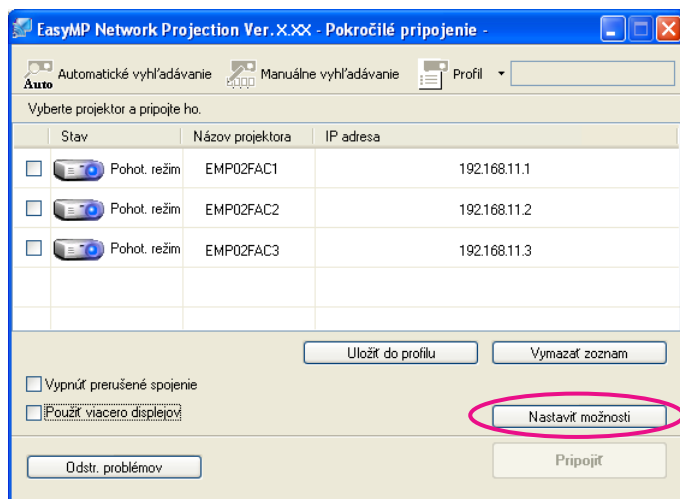 EasyMP Network Projection Ver. X.XX - Pokročilé pripojenie -
Auto Automatické vyhľadávanie Manuálne vyhľadávanie Profil
Vyberte projektor a pripojte ho.
Stav Názov projektora IP adresa
Pohot. režim EMP02FAC1 192.168.11.1
Pohot. režim EMP02FAC2 192.168.11.2
Pohot. režim EMP02FAC3 192.168.11.3
Uložiť do profilu Vymazať zoznam
Vypnúť prerušené spojenie
Použiť viacero displejov Nastaviť možnosti
Odstr. problémov Pripojiť